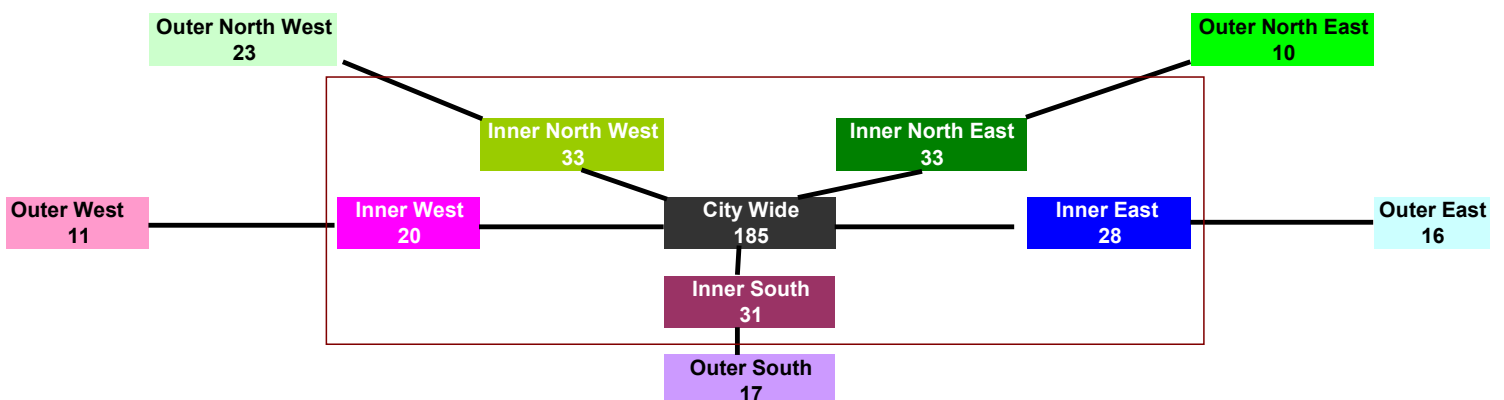 Outer North West
23
Outer North East
10
Inner North West
33
Inner North East
33
Outer West
11
Inner West
20
City Wide
185
Inner East
28
Outer East
16
Inner South
31
Outer South
17